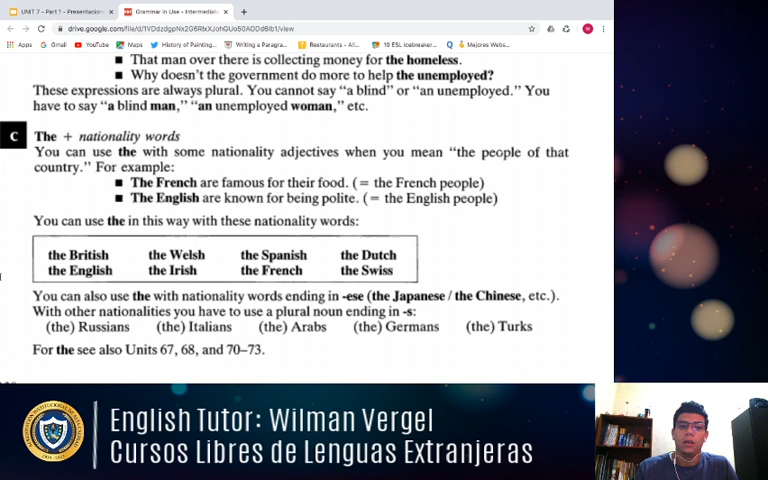 UNIT 7 - Part 1 - Presentacion
Grammar in Use - Intermediate
drive.google.com/file/d/1VDdzdgpNx2G6RlxXJohGUo50AODd6Ib1/view
Apps Gmail YouTube Maps History of Painting... Writing a Paragra... Restaurants - All... 10 ESL Icebreaker... Mejores Webs...
■ That man over there is collecting money for the homeless.
■ Why doesn't the government do more to help the unemployed?
These expressions are always plural. You cannot say "a blind" or "an unemployed." You
have to say "a blind man," "an unemployed woman," etc.
C The + nationality words
You can use the with some nationality adjectives when you mean "the people of that
country." For example:
■ The French are famous for their food. (= the French people)
■ The English are known for being polite. (= the English people)
You can use the in this way with these nationality words:
the British the Welsh the Spanish the Dutch
the English the Irish the French the Swiss
You can also use the with nationality words ending in -ese (the Japanese / the Chinese, etc.).
With other nationalities you have to use a plural noun ending in -s:
(the) Russians (the) Italians (the) Arabs (the) Germans (the) Turks
For the see also Units 67, 68, and 70–73.
English Tutor: Wilman Vergel
Cursos Libres de Lenguas Extranjeras